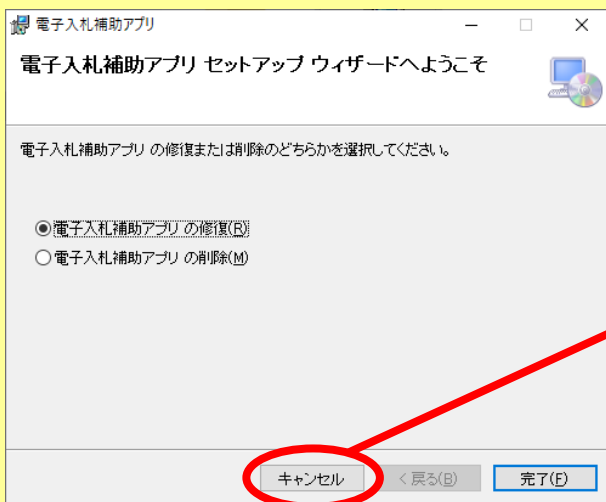 電子入札補助アプリ
電子入札補助アプリ セットアップ ウィザードへようこそ
電子入札補助アプリ の修復または削除のどちらかを選択してください。
電子入札補助アプリ の修復(R)
電子入札補助アプリ の削除(M)
キャンセル
< 戻る(B)
完了(F)